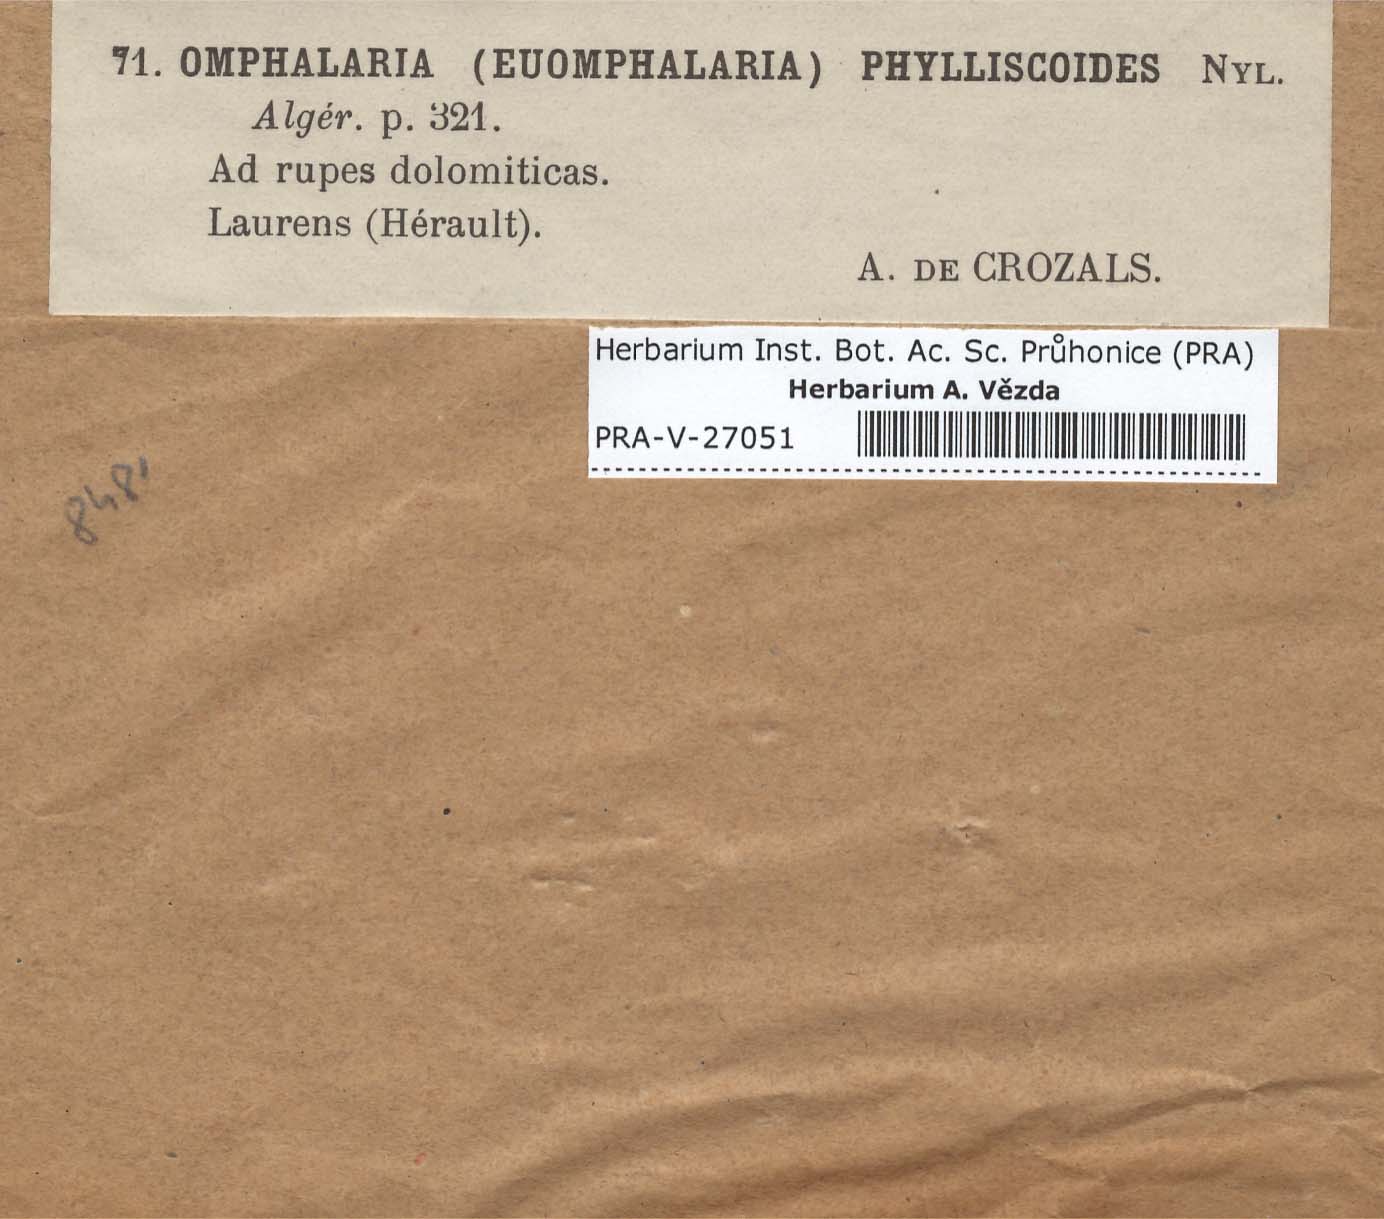 71. OMPHALARIA (EUOMPHALARIA) PHYLLISCOIDES NYL.
Algér. p. 321.
Ad rupes dolomiticas.
Laurens (Hérault).
A. DE CROZALS.
Herbarium Inst. Bot. Ac. Sc. Průhonice (PRA)
Herbarium A. Vězda
PRA-V-27051